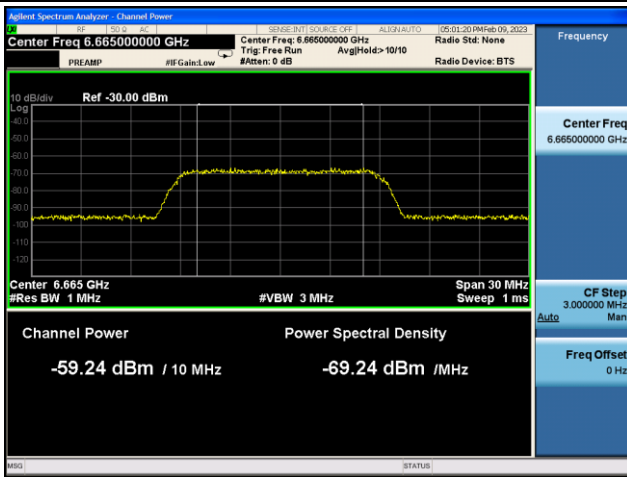 Agilent Spectrum Analyzer - Channel Power
RF 50 Ω AC SENSE:INT SOURCE OFF ALIGNAUTO 05:01:20 PMFeb 09, 2023
Center Freq 6.665000000 GHz Center Freq: 6.665000000 GHz Radio Std: None
Trig: Free Run Avg|Hold:>10/10
PREAMP #IFGain:Low #Atten: 0 dB Radio Device: BTS
10 dB/div Ref -30.00 dBm
Log
-40.0
-50.0
-60.0
-70.0
-80.0
-90.0
-100
-110
-120
Center 6.665 GHz Span 30 MHz
#Res BW 1 MHz #VBW 3 MHz Sweep 1 ms
Channel Power Power Spectral Density
-59.24 dBm / 10 MHz -69.24 dBm /MHz
Frequency
Center Freq
6.665000000 GHz
CF Step
3.000000 MHz
Auto Man
Freq Offset
0 Hz
MSG STATUS